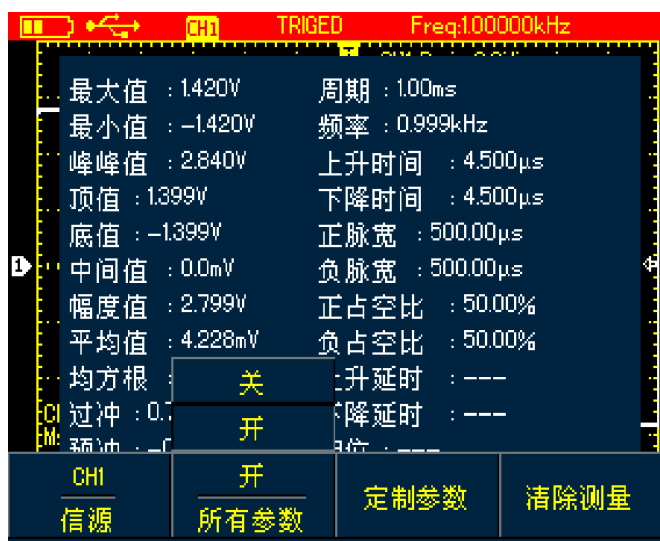 CH1 TRIGED Freq:1.00000kHz
最大值 :1.420V 周期 :1.00ms
最小值 :-1.420V 频率 :0.999kHz
峰峰值 :2.840V 上升时间 :4.500µs
顶值 :1.399V 下降时间 :4.500µs
底值 :-1.399V 正脉宽 :500.00µs
1 中间值 :0.0mV 负脉宽 :500.00µs
幅度值 :2.799V 正占空比 :50.00%
平均值 :4.228mV 负占空比 :50.00%
均方根 : 关 上升延时 :---
过冲 :0. 开 下降延时 :---
CH1 开 定制参数 清除测量
信源 所有参数